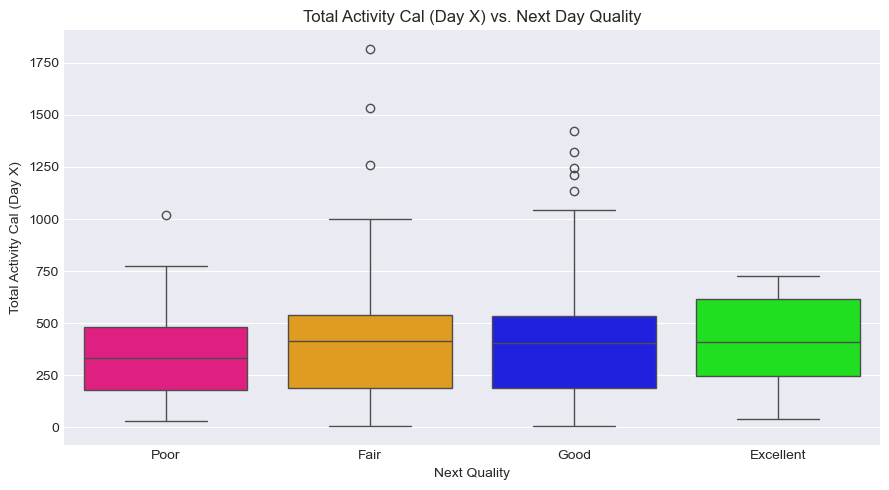 Total Activity Cal (Day X) vs. Next Day Quality
Total Activity Cal (Day X)
1750
1500
1250
1000
750
500
250
0
Poor Fair Good Excellent
Next Quality